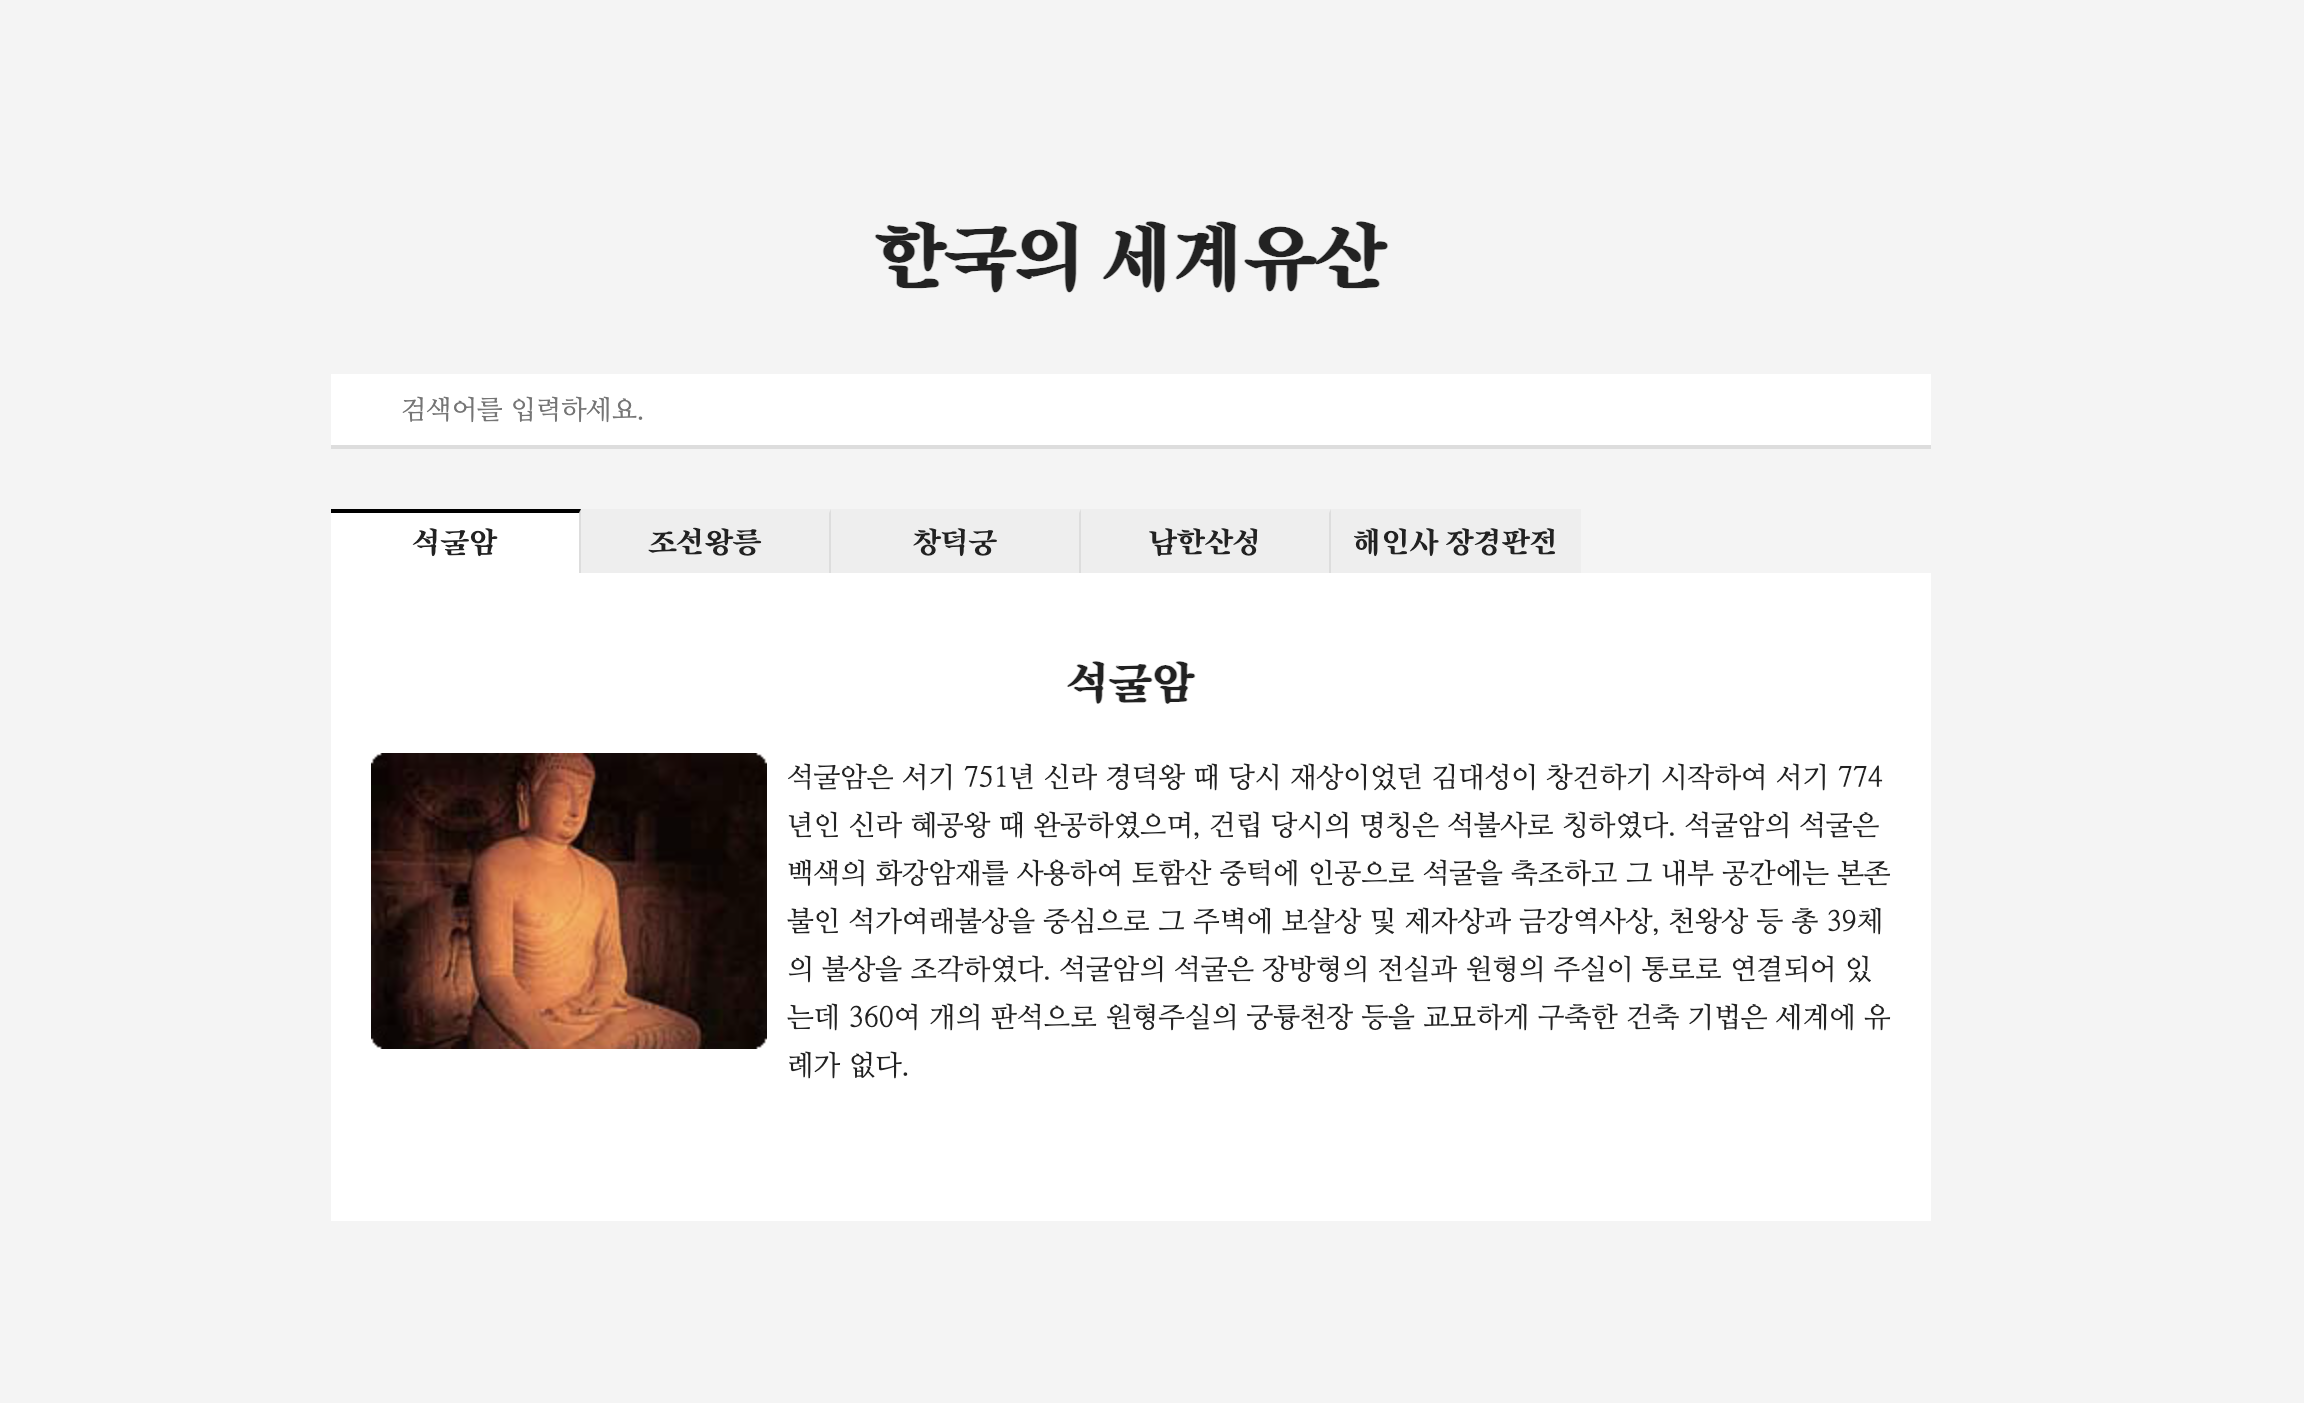 한국의 세계유산
검색어를 입력하세요.
석굴암 조선왕릉 창덕궁 남한산성 해인사 장경판전
석굴암
석굴암은 서기 751년 신라 경덕왕 때 당시 재상이었던 김대성이 창건하기 시작하여 서기 774
년인 신라 혜공왕 때 완공하였으며, 건립 당시의 명칭은 석불사로 칭하였다. 석굴암의 석굴은
백색의 화강암재를 사용하여 토함산 중턱에 인공으로 석굴을 축조하고 그 내부 공간에는 본존
불인 석가여래불상을 중심으로 그 주벽에 보살상 및 제자상과 금강역사상, 천왕상 등 총 39체
의 불상을 조각하였다. 석굴암의 석굴은 장방형의 전실과 원형의 주실이 통로로 연결되어 있
는데 360여 개의 판석으로 원형주실의 궁륭천장 등을 교묘하게 구축한 건축 기법은 세계에 유
례가 없다.